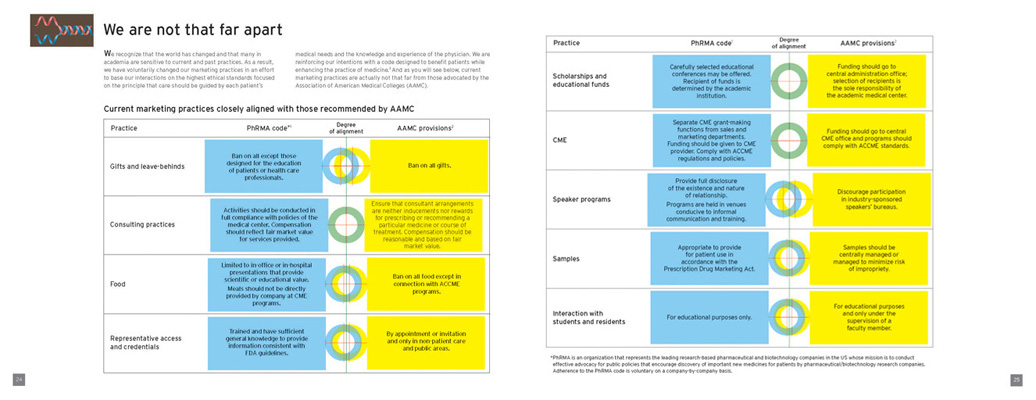 We are not that far apart
We recognize that the world has changed and that many in
academia are sensitive to current and past practices. As a result,
we have voluntarily changed our marketing practices in an effort
to base our interactions on the highest ethical standards focused
on the principle that care should be guided by each patient's
medical needs and the knowledge and experience of the physician. We are
reinforcing our intentions with a code designed to benefit patients while
enhancing the practice of medicine.¹ And as you will see below, current
marketing practices are actually not that far from those advocated by the
Association of American Medical Colleges (AAMC).
Current marketing practices closely aligned with those recommended by AAMC
Practice
PhRMA code*¹
Degree
of alignment
AAMC provisions²
Gifts and leave-behinds
Ban on all except those
designed for the education
of patients or health care
professionals.
Ban on all gifts.
Consulting practices
Activities should be conducted in
full compliance with policies of the
medical center. Compensation
should reflect fair market value
for services provided.
Ensure that consultant arrangements
are neither inducements nor rewards
for prescribing or recommending a
particular medicine or course of
treatment. Compensation should be
reasonable and based on fair
market value.
Food
Limited to in-office or in-hospital
presentations that provide
scientific or educational value.
Meals should not be directly
provided by company at CME
programs.
Ban on all food except in
connection with ACCME
programs.
Representative access
and credentials
Trained and have sufficient
general knowledge to provide
information consistent with
FDA guidelines.
By appointment or invitation
and only in non patient care
and public areas.
24
Practice
PhRMA code¹
Degree
of alignment
AAMC provisions²
Scholarships and
educational funds
Carefully selected educational
conferences may be offered.
Recipient of funds is
determined by the academic
institution.
Funding should go to
central administration office;
selection of recipients is
the sole responsibility of
the academic medical center.
CME
Separate CME grant-making
functions from sales and
marketing departments.
Funding should be given to CME
provider. Comply with ACCME
regulations and policies.
Funding should go to central
CME office and programs should
comply with ACCME standards.
Speaker programs
Provide full disclosure
of the existence and nature
of relationship.
Programs are held in venues
conducive to informal
communication and training.
Discourage participation
in industry-sponsored
speakers' bureaus.
Samples
Appropriate to provide
for patient use in
accordance with the
Prescription Drug Marketing Act.
Samples should be
centrally managed or
managed to minimize risk
of impropriety.
Interaction with
students and residents
For educational purposes only.
For educational purposes
and only under the
supervision of a
faculty member.
*PhRMA is an organization that represents the leading research-based pharmaceutical and biotechnology companies in the US whose mission is to conduct
effective advocacy for public policies that encourage discovery of important new medicines for patients by pharmaceutical/biotechnology research companies.
Adherence to the PhRMA code is voluntary on a company-by-company basis.
25